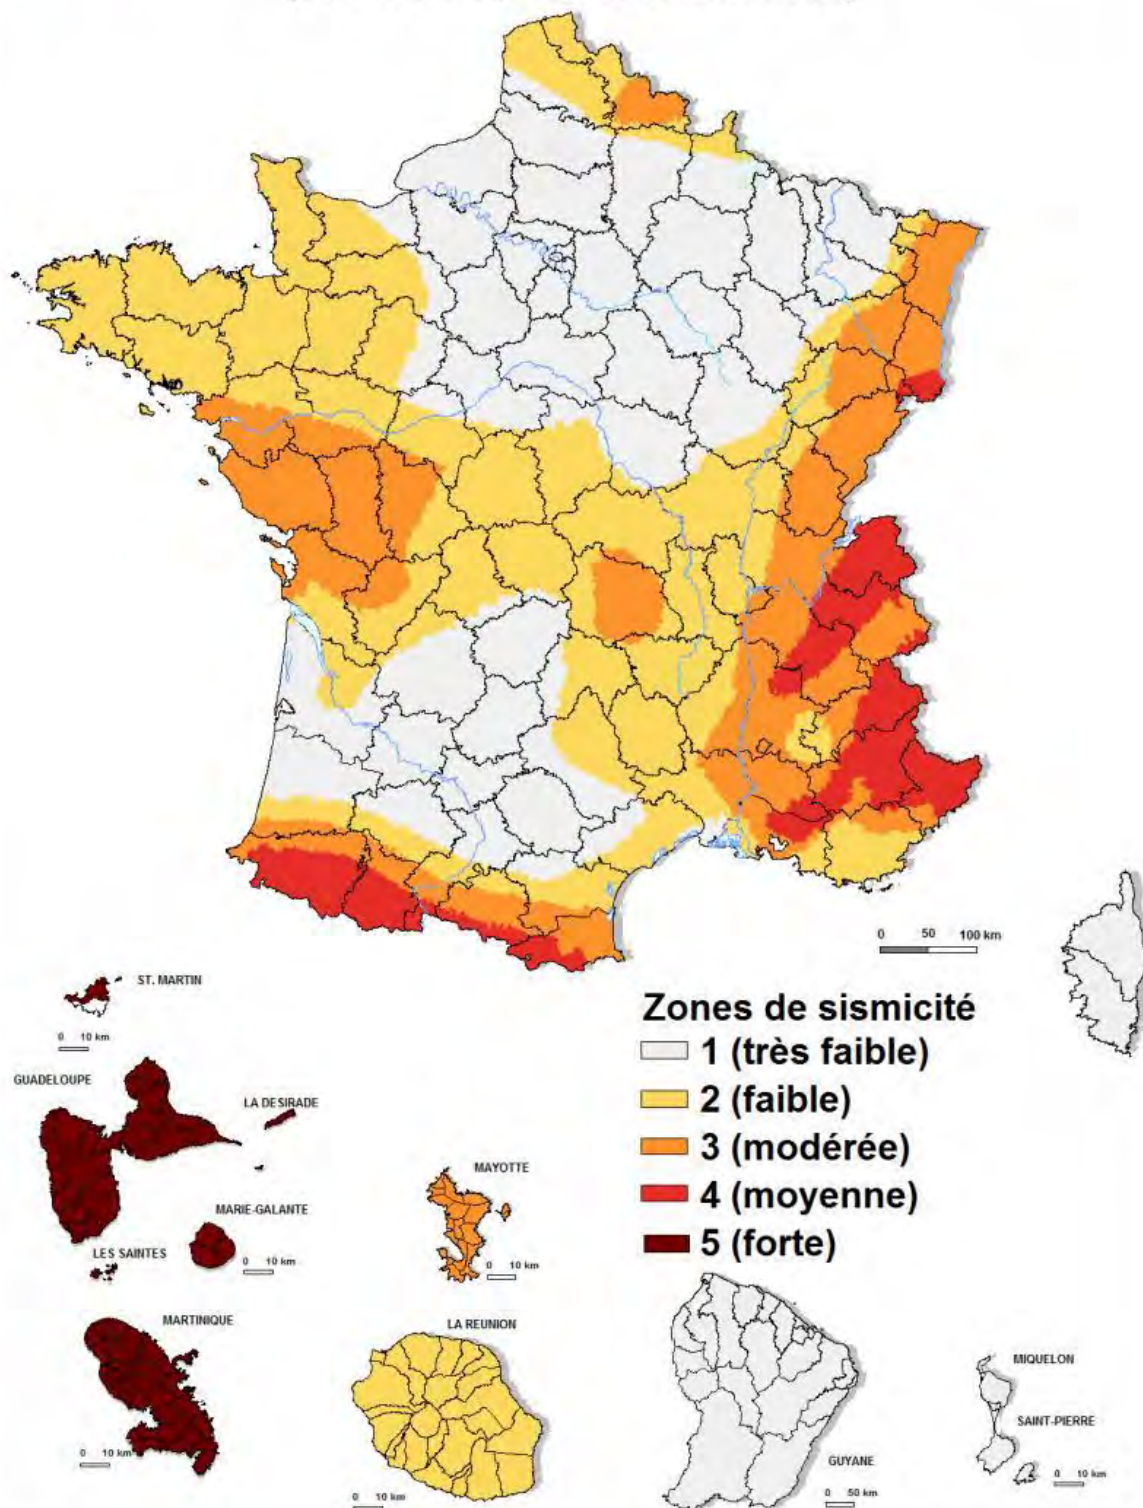 0 50 100 km
ST. MARTIN
0 10 km
GUADELOUPE
LA DESIRADE
MARIE-GALANTE
LES SAINTES
0 10 km
MAYOTTE
0 10 km
Zones de sismicité
1 (très faible)
2 (faible)
3 (modérée)
4 (moyenne)
5 (forte)
MARTINIQUE
0 10 km
LA REUNION
0 10 km
GUYANE
0 50 km
MIQUELON
SAINT-PIERRE
0 10 km